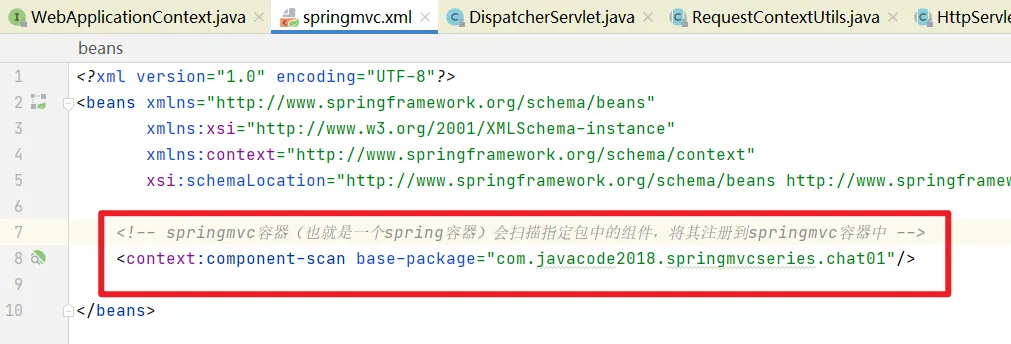 WebApplicationContext.java springmvc.xml DispatcherServlet.java RequestContextUtils.java HttpServle
beans
1 <?xml version="1.0" encoding="UTF-8"?>
2 <beans xmlns="http://www.springframework.org/schema/beans"
3 xmlns:xsi="http://www.w3.org/2001/XMLSchema-instance"
4 xmlns:context="http://www.springframework.org/schema/context"
5 xsi:schemaLocation="http://www.springframework.org/schema/beans http://www.springframew
6
7 <!-- springmvc容器（也就是一个spring容器）会扫描指定包中的组件，将其注册到springmvc容器中 -->
8 <context:component-scan base-package="com.javacode2018.springmvcseries.chat01"/>
9
10 </beans>